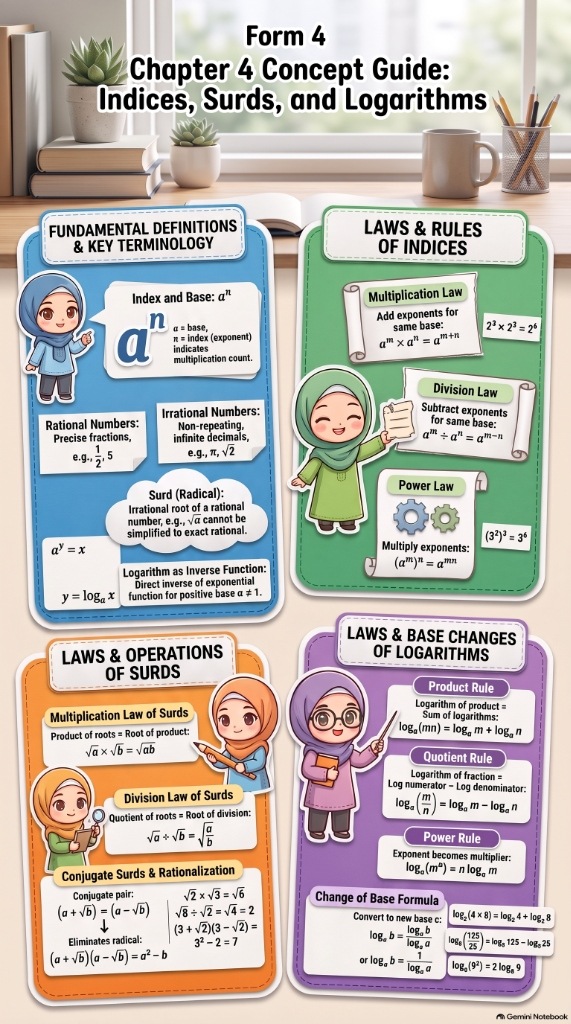 Form 4
Chapter 4 Concept Guide:
Indices, Surds, and Logarithms
FUNDAMENTAL DEFINITIONS
& KEY TERMINOLOGY
Index and Base: aⁿ
aⁿ
a = base,
n = index (exponent)
indicates
multiplication count.
Rational Numbers:
Precise fractions,
e.g., 1/2, 5
Irrational Numbers:
Non-repeating,
infinite decimals,
e.g., π, √2
Surd (Radical):
Irrational root of a rational
number, e.g., √a cannot be
simplified to exact rational.
aʸ = x
y = logₐ x
Logarithm as Inverse Function:
Direct inverse of exponential
function for positive base a ≠ 1.
LAWS & RULES
OF INDICES
Multiplication Law
Add exponents for
same base:
aᵐ × aⁿ = aᵐ⁺ⁿ
2³ × 2³ = 2⁶
Division Law
Subtract exponents
for same base:
aᵐ ÷ aⁿ = aᵐ⁻ⁿ
Power Law
Multiply exponents:
(aᵐ)ⁿ = aᵐⁿ
(3²)³ = 3⁶
LAWS & OPERATIONS
OF SURDS
Multiplication Law of Surds
Product of roots = Root of product:
√a × √b = √ab
Division Law of Surds
Quotient of roots = Root of division:
√a ÷ √b = √(a/b)
Conjugate Surds & Rationalization
Conjugate pair:
(a + √b) = (a − √b)
↓
Eliminates radical:
(a + √b)(a − √b) = a² − b
√2 × √3 = √6
√8 ÷ √2 = √4 = 2
(3 + √2)(3 − √2) =
3² − 2 = 7
LAWS & BASE CHANGES
OF LOGARITHMS
Product Rule
Logarithm of product =
Sum of logarithms:
logₐ(mn) = logₐ m + logₐ n
Quotient Rule
Logarithm of fraction =
Log numerator − Log denominator:
logₐ(m/n) = logₐ m − logₐ n
Power Rule
Exponent becomes multiplier:
logₐ(mⁿ) = n logₐ m
Change of Base Formula
Convert to new base c:
logₐ b = logₐ b / logₐ a
or logₐ b = 1 / logₐ a
log₂(4 × 8) = log₂ 4 + log₂ 8
log (125/25) = log 125 − log 25
log (9²) = 2 log 9
Gemini Notebook